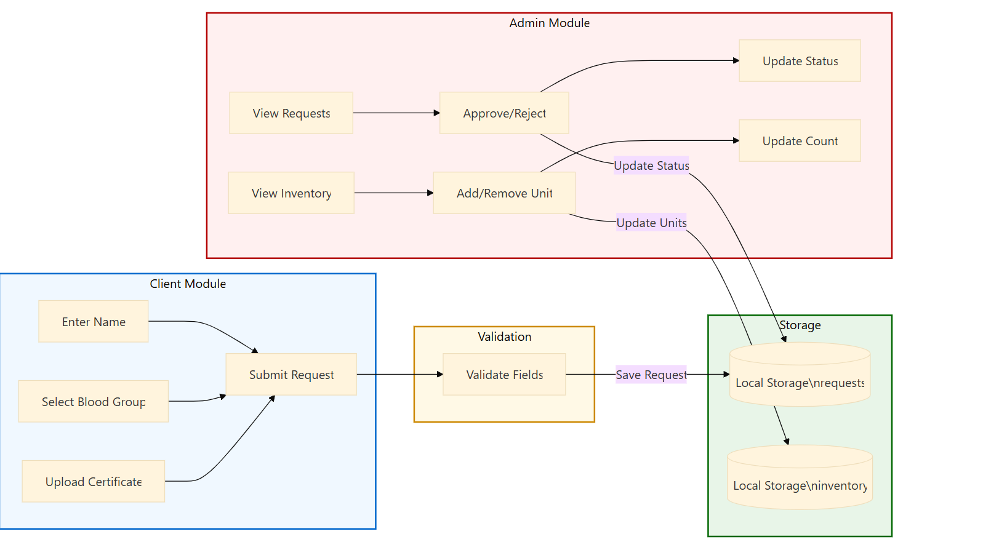 Admin Module
Update Status
View Requests
Approve/Reject
Update Count
Update Status
View Inventory
Add/Remove Unit
Update Units
Client Module
Enter Name
Select Blood Group
Upload Certificate
Submit Request
Validation
Validate Fields
Save Request
Storage
Local Storage\nrequests
Local Storage\ninventory